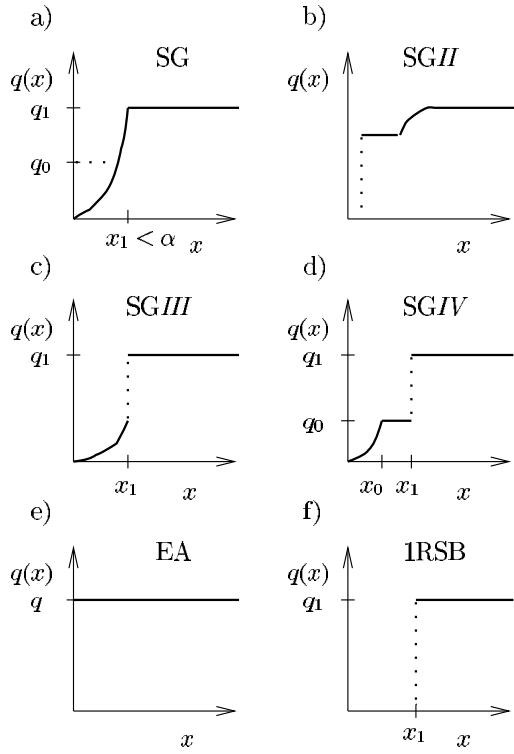 a)
SG
q(x)
q₁
q₀
x₁ < α
x
b)
SGII
q(x)
x
c)
SGIII
q(x)
q₁
x₁
x
d)
SGIV
q(x)
q₁
q₀
x₀
x₁
x
e)
EA
q(x)
q
x
f)
1RSB
q(x)
q₁
x₁
x